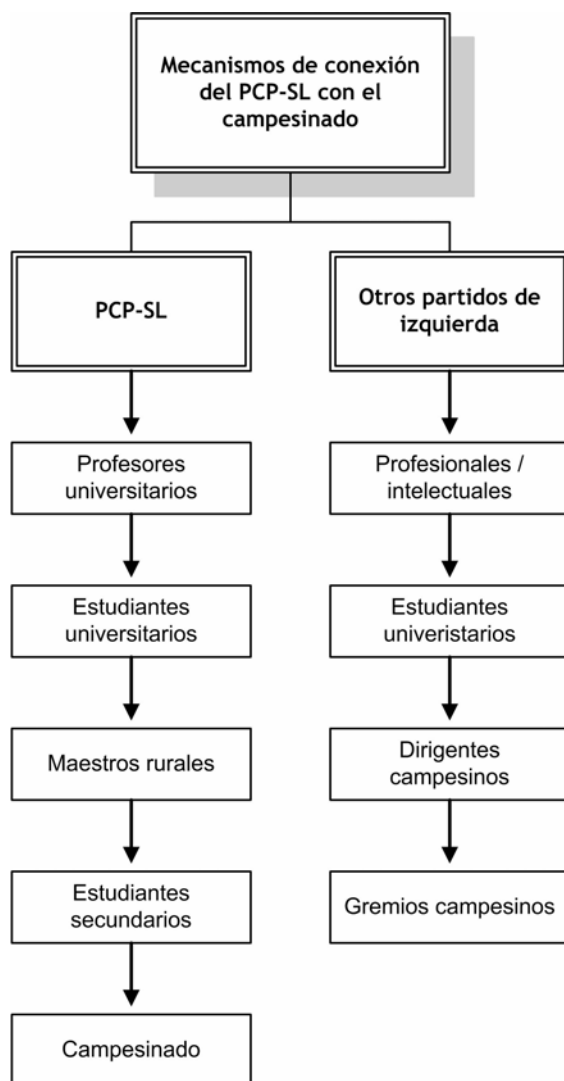 Mecanismos de conexión
del PCP-SL con el
campesinado
PCP-SL
Otros partidos de
izquierda
Profesores
universitarios
Profesionales /
intelectuales
Estudiantes
universitarios
Estudiantes
univeristarios
Maestros rurales
Dirigentes
campesinos
Estudiantes
secundarios
Gremios campesinos
Campesinado